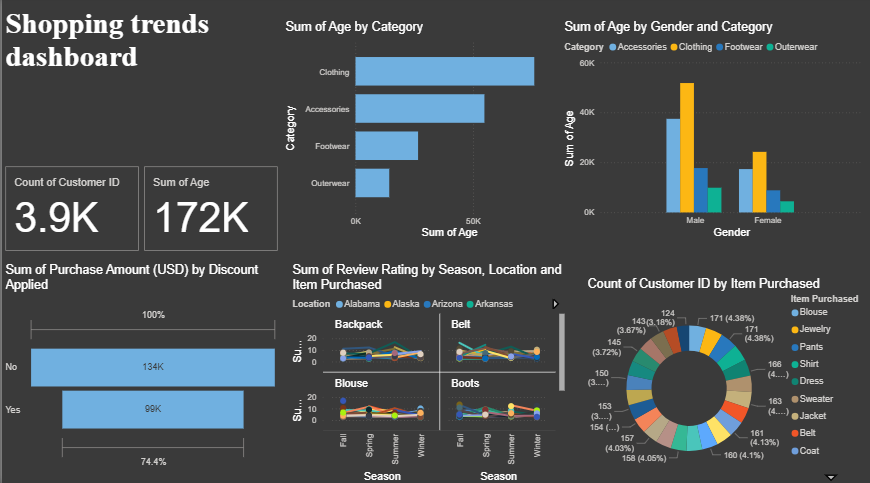 Shopping trends
dashboard
Count of Customer ID
3.9K
Sum of Age
172K
Sum of Age by Category
Category
Clothing
Accessories
Footwear
Outerwear
0K
50K
Sum of Age
Sum of Age by Gender and Category
Category
Accessories
Clothing
Footwear
Outerwear
Sum of Age
60K
40K
20K
0K
Male
Female
Gender
Sum of Purchase Amount (USD) by Discount
Applied
100%
No
134K
Yes
99K
74.4%
Sum of Review Rating by Season, Location and
Item Purchased
Location
Alabama
Alaska
Arizona
Arkansas
Backpack
Belt
Su...
20
10
0
Blouse
Boots
Su...
20
10
0
Fall
Spring
Summer
Winter
Fall
Spring
Summer
Winter
Season
Season
Count of Customer ID by Item Purchased
124
(3.18%)
143
(3.67%)
145
(3.72%)
150
(3....)
153
(3....)
154 (...)
157
(4.03%)
158 (4.05%)
160 (4.1%)
161
(4.13%)
163
(4....)
166
(4....)
171
(4.38%)
171 (4.38%)
Item Purchased
Blouse
Jewelry
Pants
Shirt
Dress
Sweater
Jacket
Belt
Coat